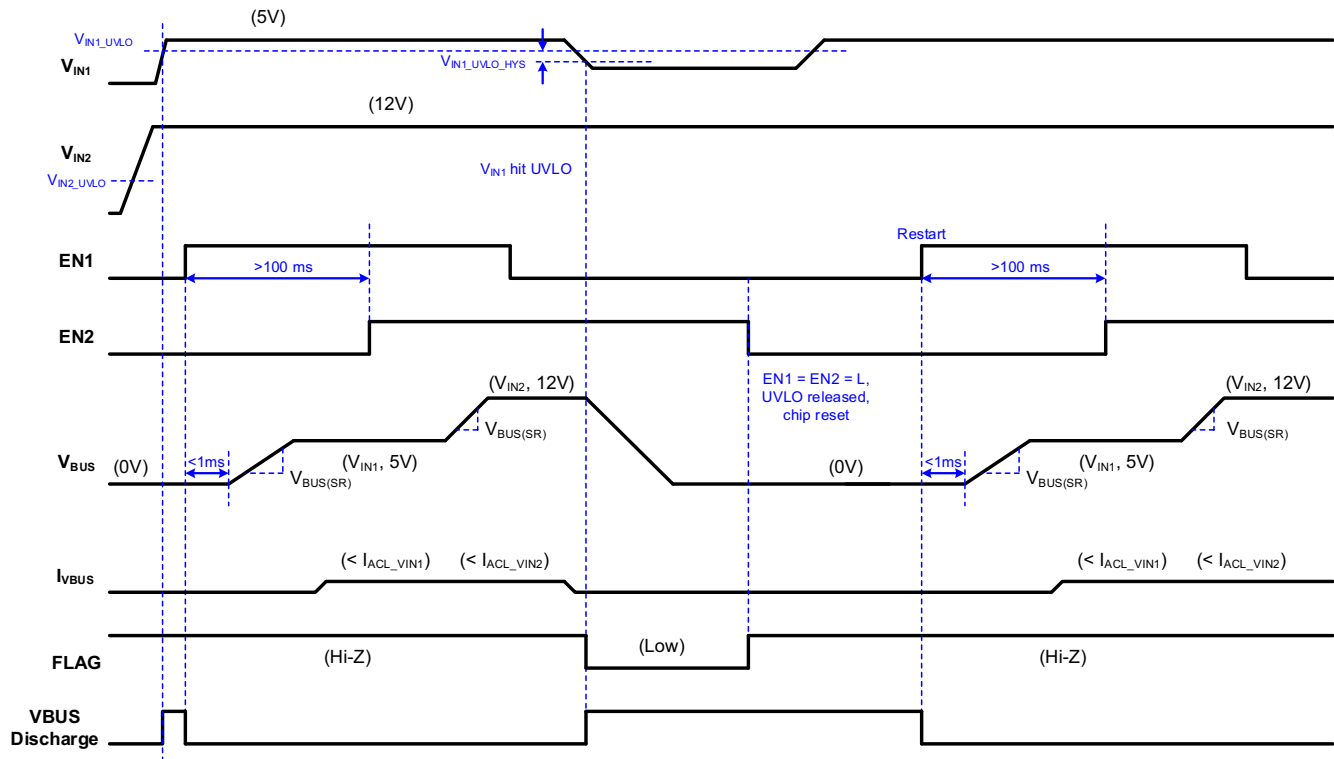 (5V)
VIN1_UVLO
VIN1
VIN1_UVLO_HYS
(12V)
VIN2
VIN2_UVLO
VIN1 hit UVLO
EN1
>100 ms
Restart
>100 ms
EN2
EN1 = EN2 = L,
UVLO released,
chip reset
(VIN2, 12V)
VBUS(SR)
(VIN2, 12V)
VBUS(SR)
VBUS
(0V)
<1ms
(VIN1, 5V)
VBUS(SR)
(0V)
<1ms
(VIN1, 5V)
VBUS(SR)
IVBUS
(< IACL_VIN1)
(< IACL_VIN2)
(< IACL_VIN1)
(< IACL_VIN2)
FLAG
(Hi-Z)
(Low)
(Hi-Z)
VBUS
Discharge